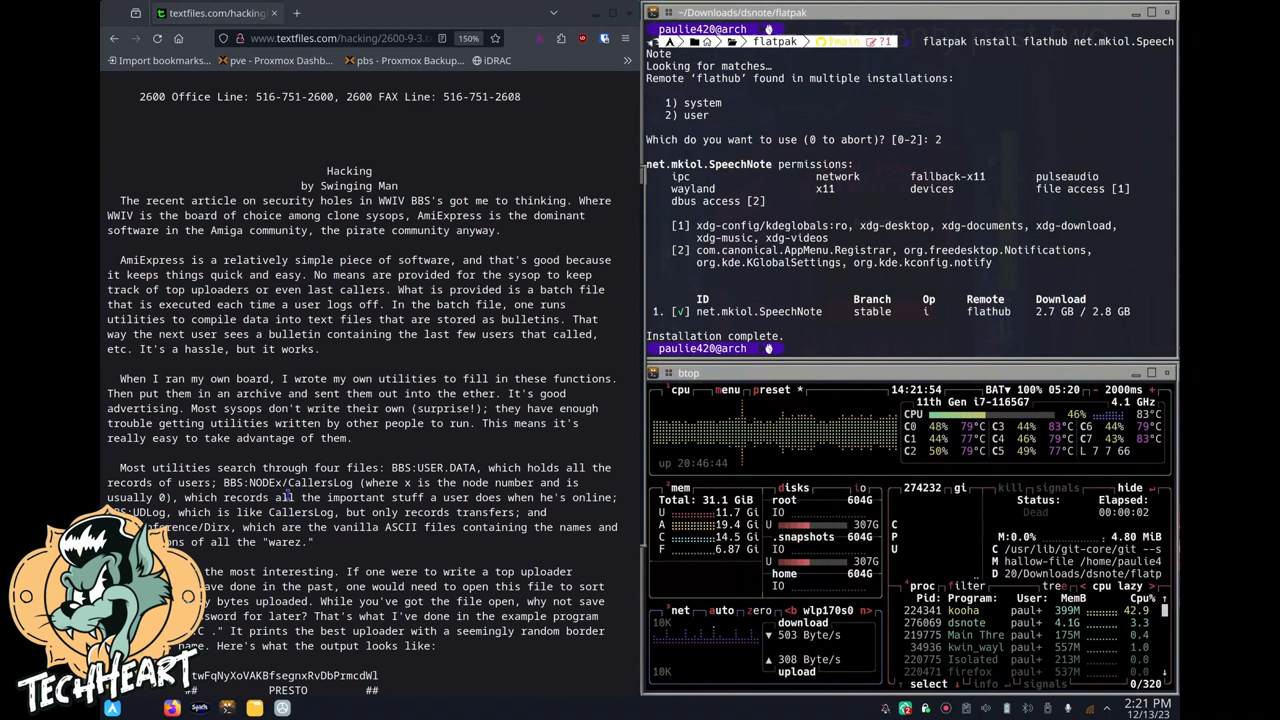 textfiles.com/hacking
www.textfiles.com/hacking/2600-9-3.
150%
Import bookmarks...
pve - Proxmox Dashb...
pbs - Proxmox Backup...
iDRAC
2600 Office Line: 516-751-2600, 2600 FAX Line: 516-751-2608
Hacking
by Swinging Man
The recent article on security holes in WWIV BBS's got me to thinking. Where
WWIV is the board of choice among clone sysops, AmiExpress is the dominant
software in the Amiga community, the pirate community anyway.
AmiExpress is a relatively simple piece of software, and that's good because
it keeps things quick and easy. No means are provided for the sysop to keep
track of top uploaders or even last callers. What is provided is a batch file
that is executed each time a user logs off. In the batch file, one runs
utilities to compile data into text files that are stored as bulletins. That
way the next user sees a bulletin containing the last few users that called,
etc. It's a hassle, but it works.
When I ran my own board, I wrote my own utilities to fill in these functions.
Then put them in an archive and sent them out into the ether. It's good
advertising. Most sysops don't write their own (surprise!); they have enough
trouble getting utilities written by other people to run. This means it's
really easy to take advantage of them.
Most utilities search through four files: BBS:USER.DATA, which holds all the
records of users; BBS:NODEx/CallersLog (where x is the node number and is
usually 0), which records all the important stuff a user does when he's online;
:UDLog, which is like CallersLog, but only records transfers; and
ference/Dirx, which are the vanilla ASCII files containing the names and
ons of all the "warez."
the most interesting. If one were to write a top uploader
ave done in the past, one would need to open this file to sort
y bytes uploaded. While you've got the file open, why not save
sword for later? That's what I've done in the example program
.C ." It prints the best uploader with a seemingly random border
name. Here's what the output looks like:
twFqNyXoVAKBfsegnxRvDbPrmcdWl
## PRESTO ##
TECHHEART
~/Downloads/dsnote/flatpak
paulie420@arch
flatpak main ?1 flatpak install flathub net.mkiol.Speech
Note
Looking for matches…
Remote ‘flathub’ found in multiple installations:
1) system
2) user
Which do you want to use (0 to abort)? [0-2]: 2
net.mkiol.SpeechNote permissions:
ipc network fallback-x11 pulseaudio
wayland x11 devices file access [1]
dbus access [2]
[1] xdg-config/kdeglobals:ro, xdg-desktop, xdg-documents, xdg-download,
xdg-music, xdg-videos
[2] com.canonical.AppMenu.Registrar, org.freedesktop.Notifications,
org.kde.KGlobalSettings, org.kde.kconfig.notify
ID Branch Op Remote Download
1. [✓] net.mkiol.SpeechNote stable i flathub 2.7 GB / 2.8 GB
Installation complete.
paulie420@arch
btop
¹cpu menu preset * 14:21:54 BAT▼ 100% 05:20 - 2000ms +
11th Gen i7-1165G7 4.1 GHz
CPU 46% 83°C
C0 48% 79°C C3 44% 83°C C6 44% 79°C
C1 44% 77°C C4 46% 79°C C7 43% 83°C
C2 50% 79°C C5 49% 77°C L 7 7 66
up 20:46:44
²mem disks
Total: 31.1 GiB root 604G
U 11.7 G IO
A 19.4 G U 307G
C 14.5 G .snapshots 604G
F 6.87 G IO
U 307G
home 604G
IO
274232 gi kill signals hide
Status: Elapsed:
Dead 00:00:02
C
P
U
M:0.0% 4.80 MiB
C /usr/lib/git-core/git --s
M hallow-file /home/paulie4
D 20/Downloads/dsnote/flatp
³net auto zero <b wlp170s0 n>
10K download
▼ 503 Byte/s
▲ 308 Byte/s
10K upload
⁴proc filter tree < cpu lazy >
Pid: Program: User: MemB Cpu% ↑
224341 kooha paul+ 399M 42.9
276069 dsnote paul+ 4.1G 3.3
219775 Main Thre paul+ 175M 0.4
34936 kwin_wayl paul+ 557M 1.0
220775 Isolated paul+ 213M 0.4
220471 firefox paul+
↑ select ↓ info signals 0/320
2:21 PM
12/13/23